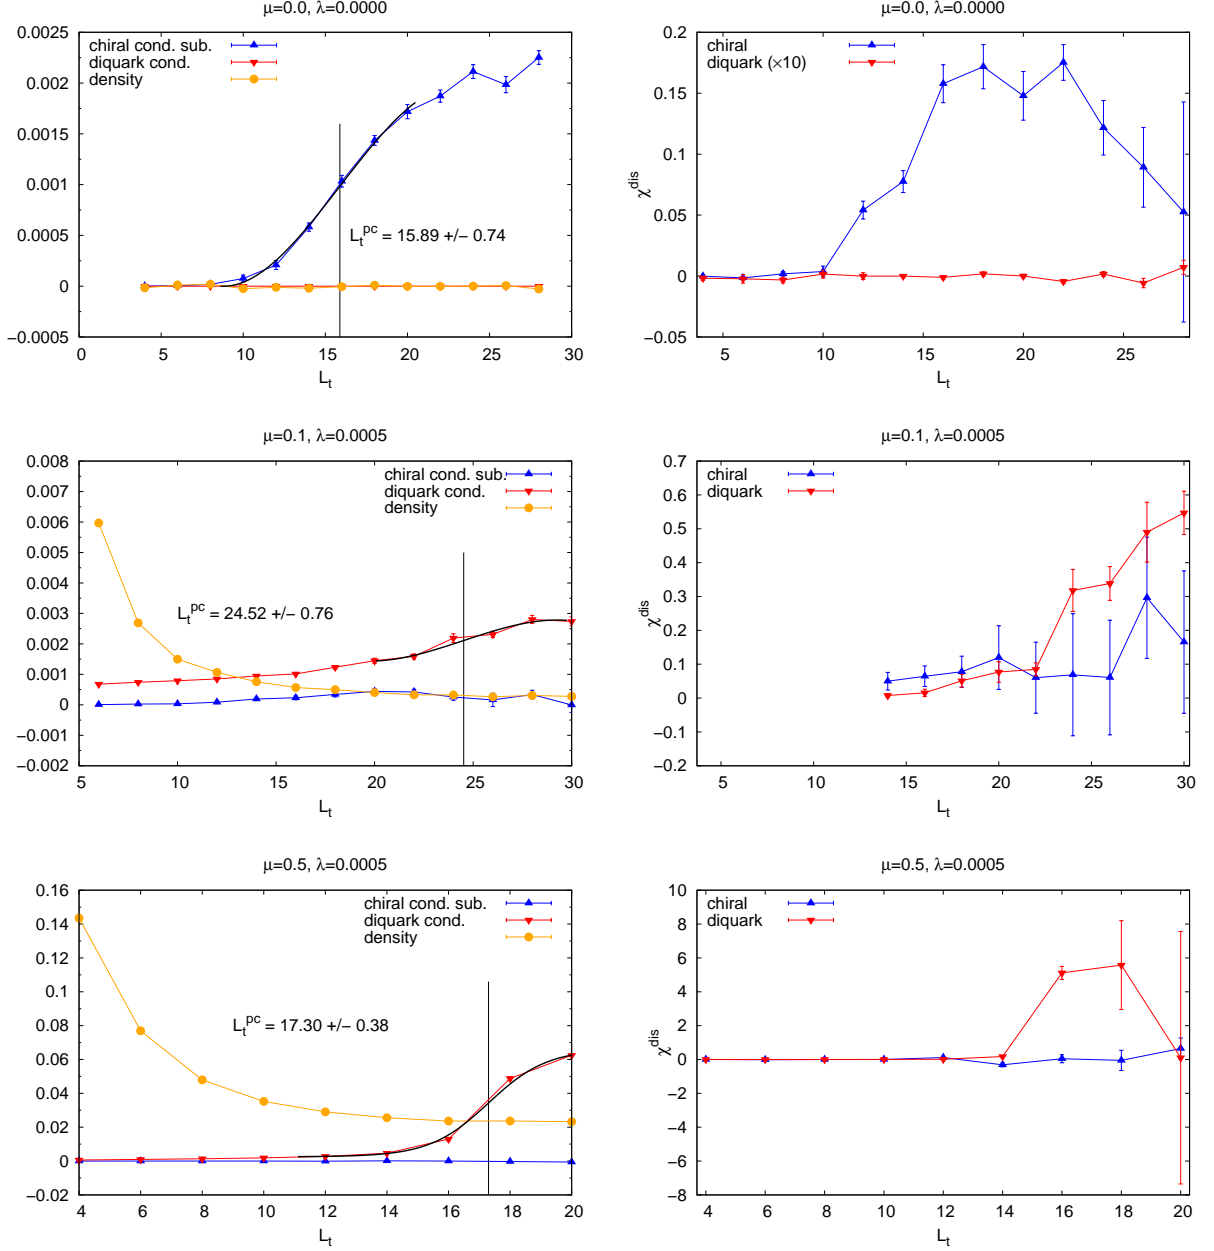 μ=0.0, λ=0.0000
0.0025
0.002
0.0015
0.001
0.0005
0
−0.0005
chiral cond. sub.
diquark cond.
density
L_t^pc = 15.89 +/− 0.74
0 5 10 15 20 25 30
L_t
μ=0.0, λ=0.0000
0.2
0.15
0.1
0.05
0
−0.05
χ^dis
chiral
diquark (×10)
5 10 15 20 25
L_t
μ=0.1, λ=0.0005
0.008
0.007
0.006
0.005
0.004
0.003
0.002
0.001
0
−0.001
−0.002
chiral cond. sub.
diquark cond.
density
L_t^pc = 24.52 +/− 0.76
5 10 15 20 25 30
L_t
μ=0.1, λ=0.0005
0.7
0.6
0.5
0.4
0.3
0.2
0.1
0
−0.1
−0.2
χ^dis
chiral
diquark
5 10 15 20 25 30
L_t
μ=0.5, λ=0.0005
0.16
0.14
0.12
0.1
0.08
0.06
0.04
0.02
0
−0.02
chiral cond. sub.
diquark cond.
density
L_t^pc = 17.30 +/− 0.38
4 6 8 10 12 14 16 18 20
L_t
μ=0.5, λ=0.0005
10
8
6
4
2
0
−2
−4
−6
−8
χ^dis
chiral
diquark
4 6 8 10 12 14 16 18 20
L_t